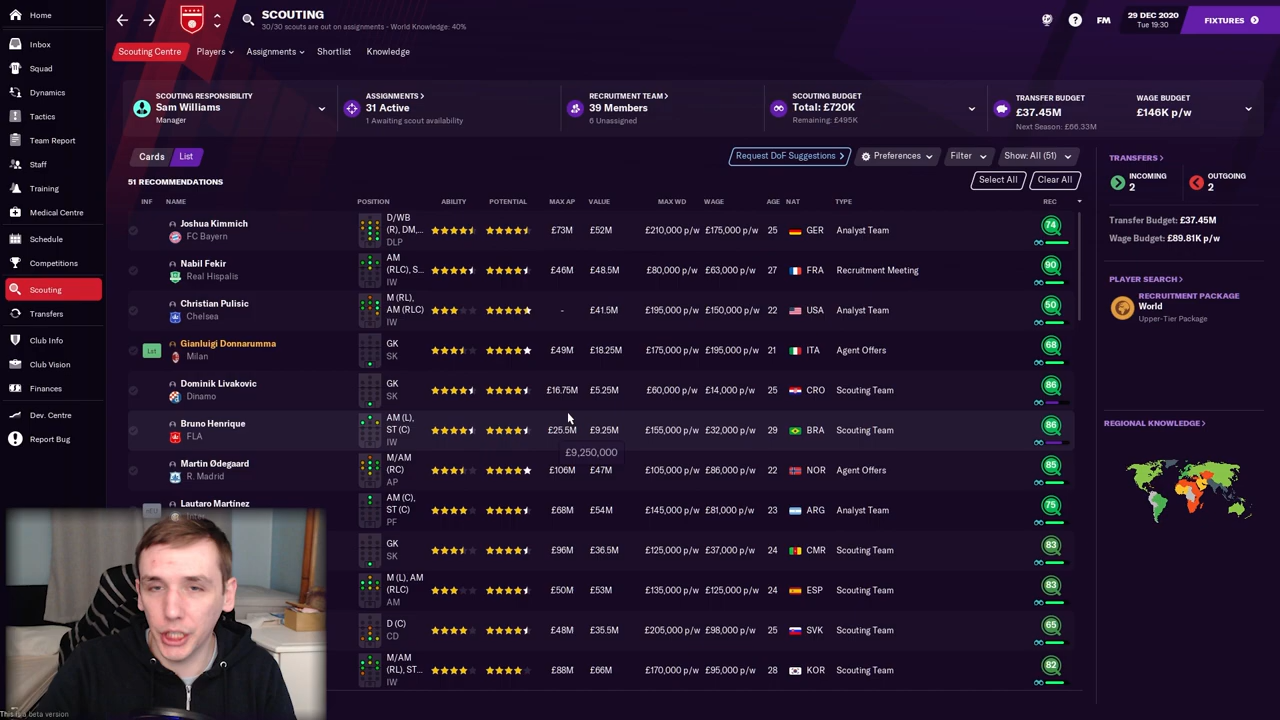 Home
SCOUTING
30/30 scouts are out on assignments - World Knowledge: 40%
FM
29 DEC 2020
Tue 19:30
FIXTURES
Inbox
Squad
Dynamics
Tactics
Team Report
Staff
Training
Medical Centre
Schedule
Competitions
Scouting
Transfers
Club Info
Club Vision
Finances
Dev. Centre
Report Bug
Scouting Centre
Players
Assignments
Shortlist
Knowledge
SCOUTING RESPONSIBILITY
Sam Williams
Manager
ASSIGNMENTS >
31 Active
1 Awaiting scout availability
RECRUITMENT TEAM >
39 Members
6 Unassigned
SCOUTING BUDGET
Total: £720K
Remaining: £495K
TRANSFER BUDGET
£37.45M
Next Season: £66.33M
WAGE BUDGET
£146K p/w
Cards
List
Request DoF Suggestions >
Preferences
Filter
Show: All (51)
51 RECOMMENDATIONS
Select All
Clear All
INF NAME POSITION ABILITY POTENTIAL MAX AP VALUE MAX WD WAGE AGE NAT TYPE REC
Joshua Kimmich
FC Bayern
D/WB (R), DM,...
DLP
£73M £52M £210,000 p/w £175,000 p/w 25 GER Analyst Team 74
Nabil Fekir
Real Hispalis
AM (RLC), S...
IW
£46M £48.5M £80,000 p/w £63,000 p/w 27 FRA Recruitment Meeting 90
Christian Pulisic
Chelsea
M (RL), AM (RLC)
IW
- £41.5M £195,000 p/w £150,000 p/w 22 USA Analyst Team 50
Lst
Gianluigi Donnarumma
Milan
GK
SK
£49M £18.25M £175,000 p/w £195,000 p/w 21 ITA Agent Offers 68
Dominik Livakovic
Dinamo
GK
SK
£16.75M £5.25M £60,000 p/w £14,000 p/w 25 CRO Scouting Team 86
Bruno Henrique
FLA
AM (L), ST (C)
IW
£25.5M £9.25M £155,000 p/w £32,000 p/w 29 BRA Scouting Team 86
£9,250,000
Martin Ødegaard
R. Madrid
M/AM (RC)
AP
£106M £47M £105,000 p/w £86,000 p/w 22 NOR Agent Offers 85
Lautaro Martínez
AM (C), ST (C)
PF
£68M £54M £145,000 p/w £81,000 p/w 23 ARG Analyst Team 75
GK
SK
£96M £36.5M £125,000 p/w £37,000 p/w 24 CMR Scouting Team 83
M (L), AM (RLC)
AM
£50M £53M £135,000 p/w £125,000 p/w 24 ESP Scouting Team 83
D (C)
CD
£48M £35.5M £205,000 p/w £98,000 p/w 25 SVK Scouting Team 65
M/AM (RL), ST...
IW
£88M £66M £170,000 p/w £95,000 p/w 28 KOR Scouting Team 82
TRANSFERS >
INCOMING
2
OUTGOING
2
Transfer Budget: £37.45M
Wage Budget: £89.81K p/w
PLAYER SEARCH >
RECRUITMENT PACKAGE
World
Upper-Tier Package
REGIONAL KNOWLEDGE >
This is a beta version